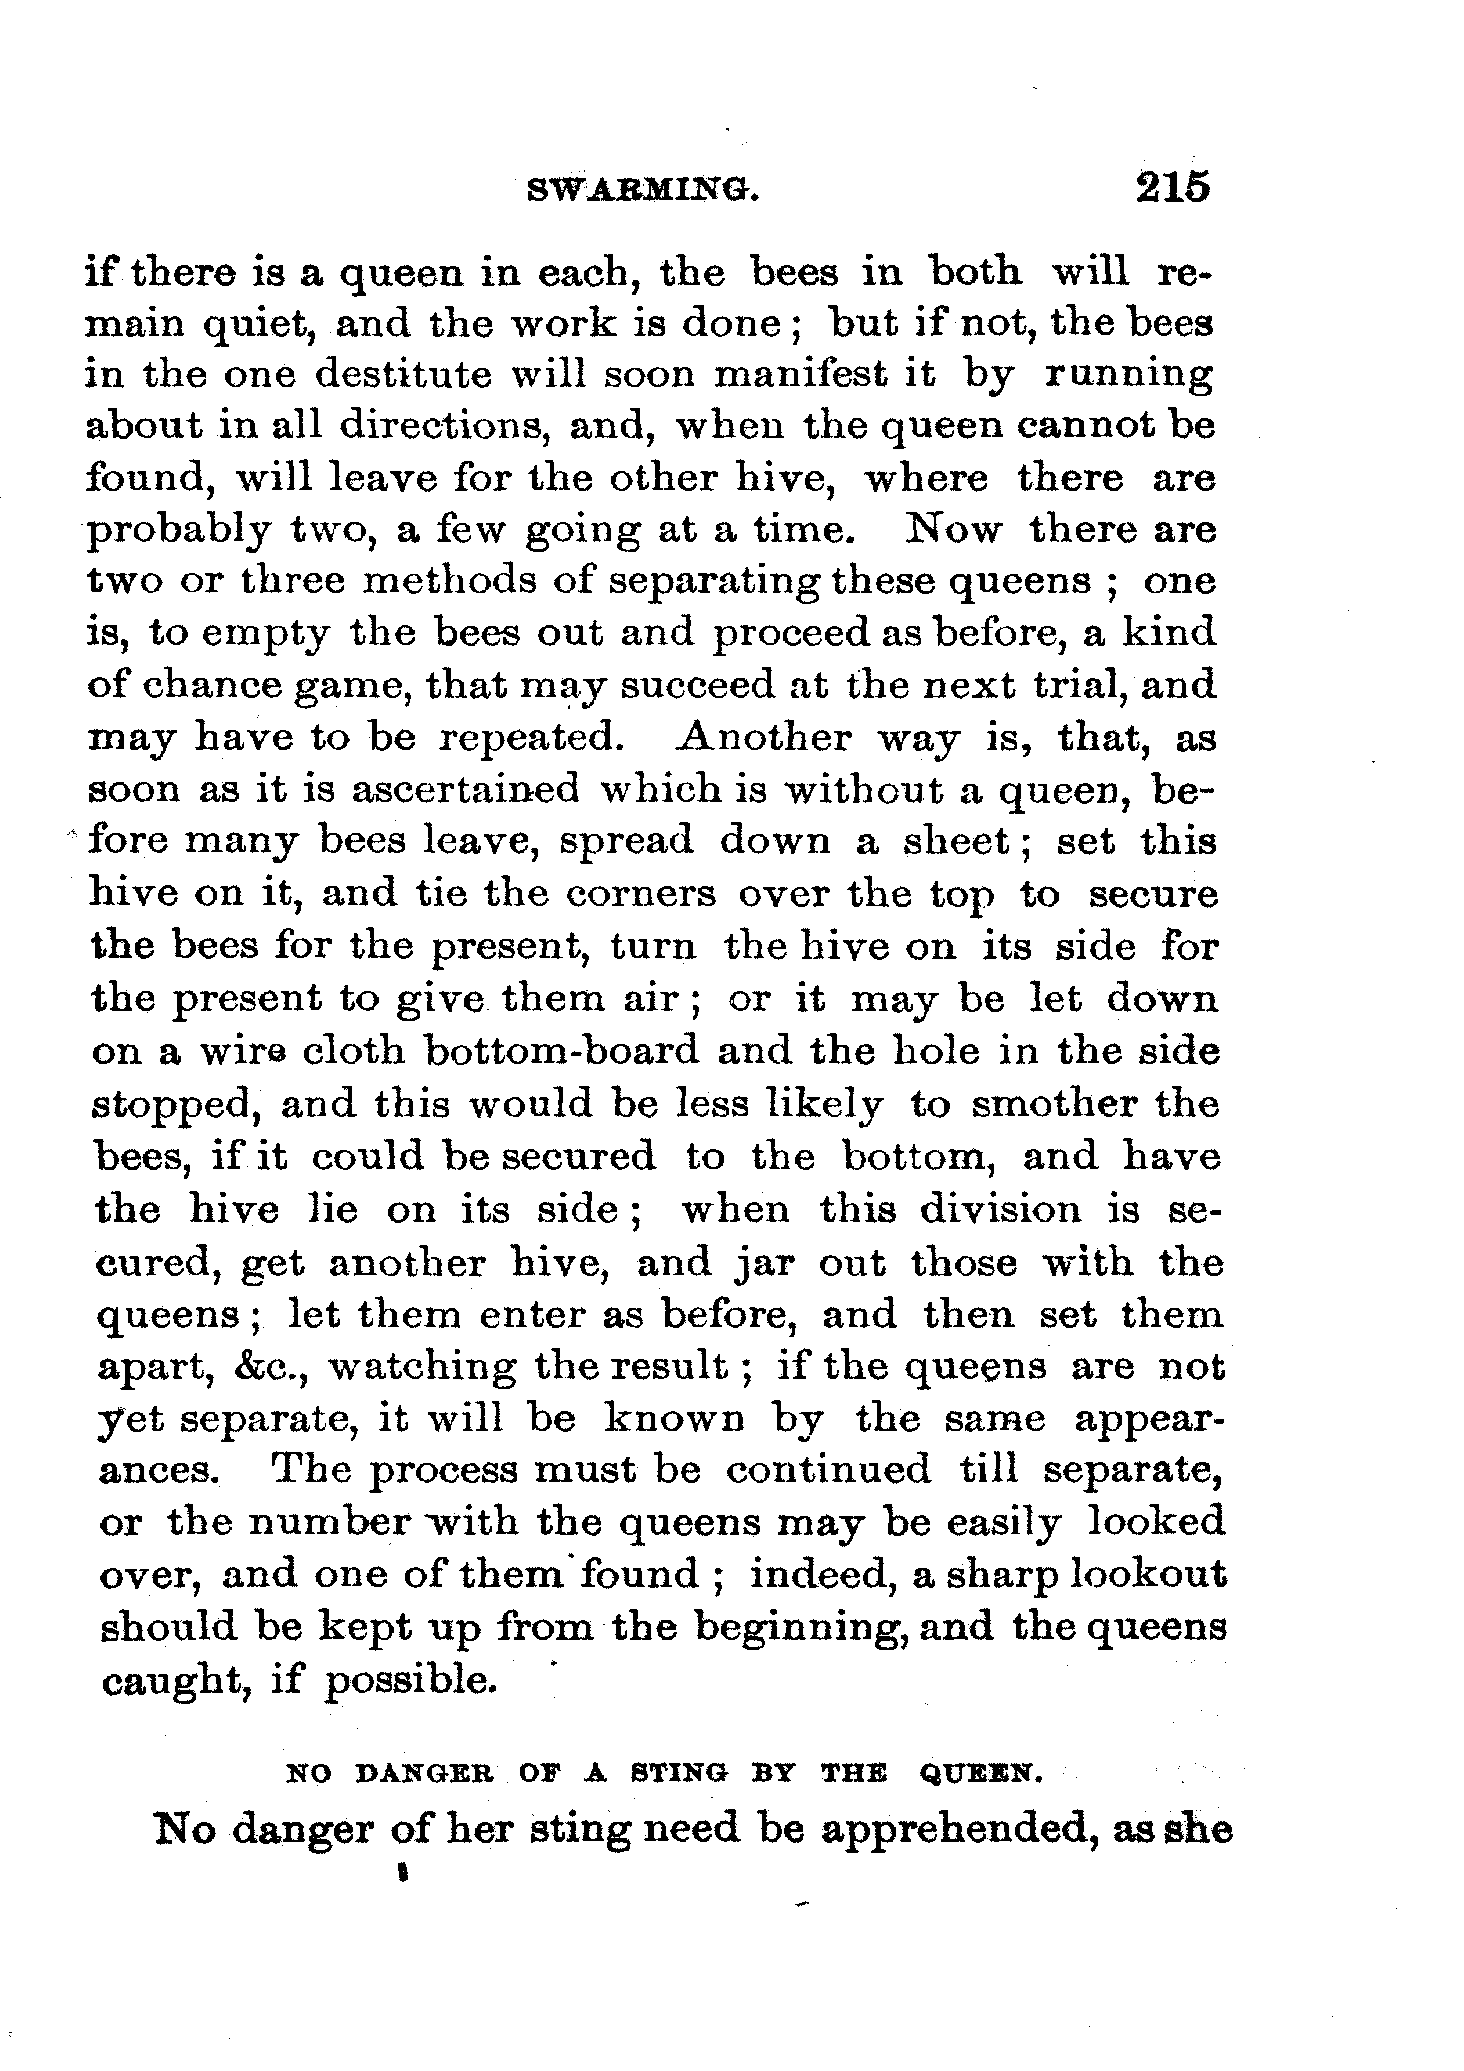 SWARMING. 215
if there is a queen in each, the bees in both will re-
main quiet, and the work is done ; but if not, the bees
in the one destitute will soon manifest it by running
about in all directions, and, when the queen cannot be
found, will leave for the other hive, where there are
probably two, a few going at a time. Now there are
two or three methods of separating these queens ; one
is, to empty the bees out and proceed as before, a kind
of chance game, that may succeed at the next trial, and
may have to be repeated. Another way is, that, as
soon as it is ascertained which is without a queen, be-
fore many bees leave, spread down a sheet ; set this
hive on it, and tie the corners over the top to secure
the bees for the present, turn the hive on its side for
the present to give them air ; or it may be let down
on a wire cloth bottom-board and the hole in the side
stopped, and this would be less likely to smother the
bees, if it could be secured to the bottom, and have
the hive lie on its side ; when this division is se-
cured, get another hive, and jar out those with the
queens ; let them enter as before, and then set them
apart, &c., watching the result ; if the queens are not
yet separate, it will be known by the same appear-
ances. The process must be continued till separate,
or the number with the queens may be easily looked
over, and one of them found ; indeed, a sharp lookout
should be kept up from the beginning, and the queens
caught, if possible.
NO DANGER OF A STING BY THE QUEEN.
No danger of her sting need be apprehended, as she